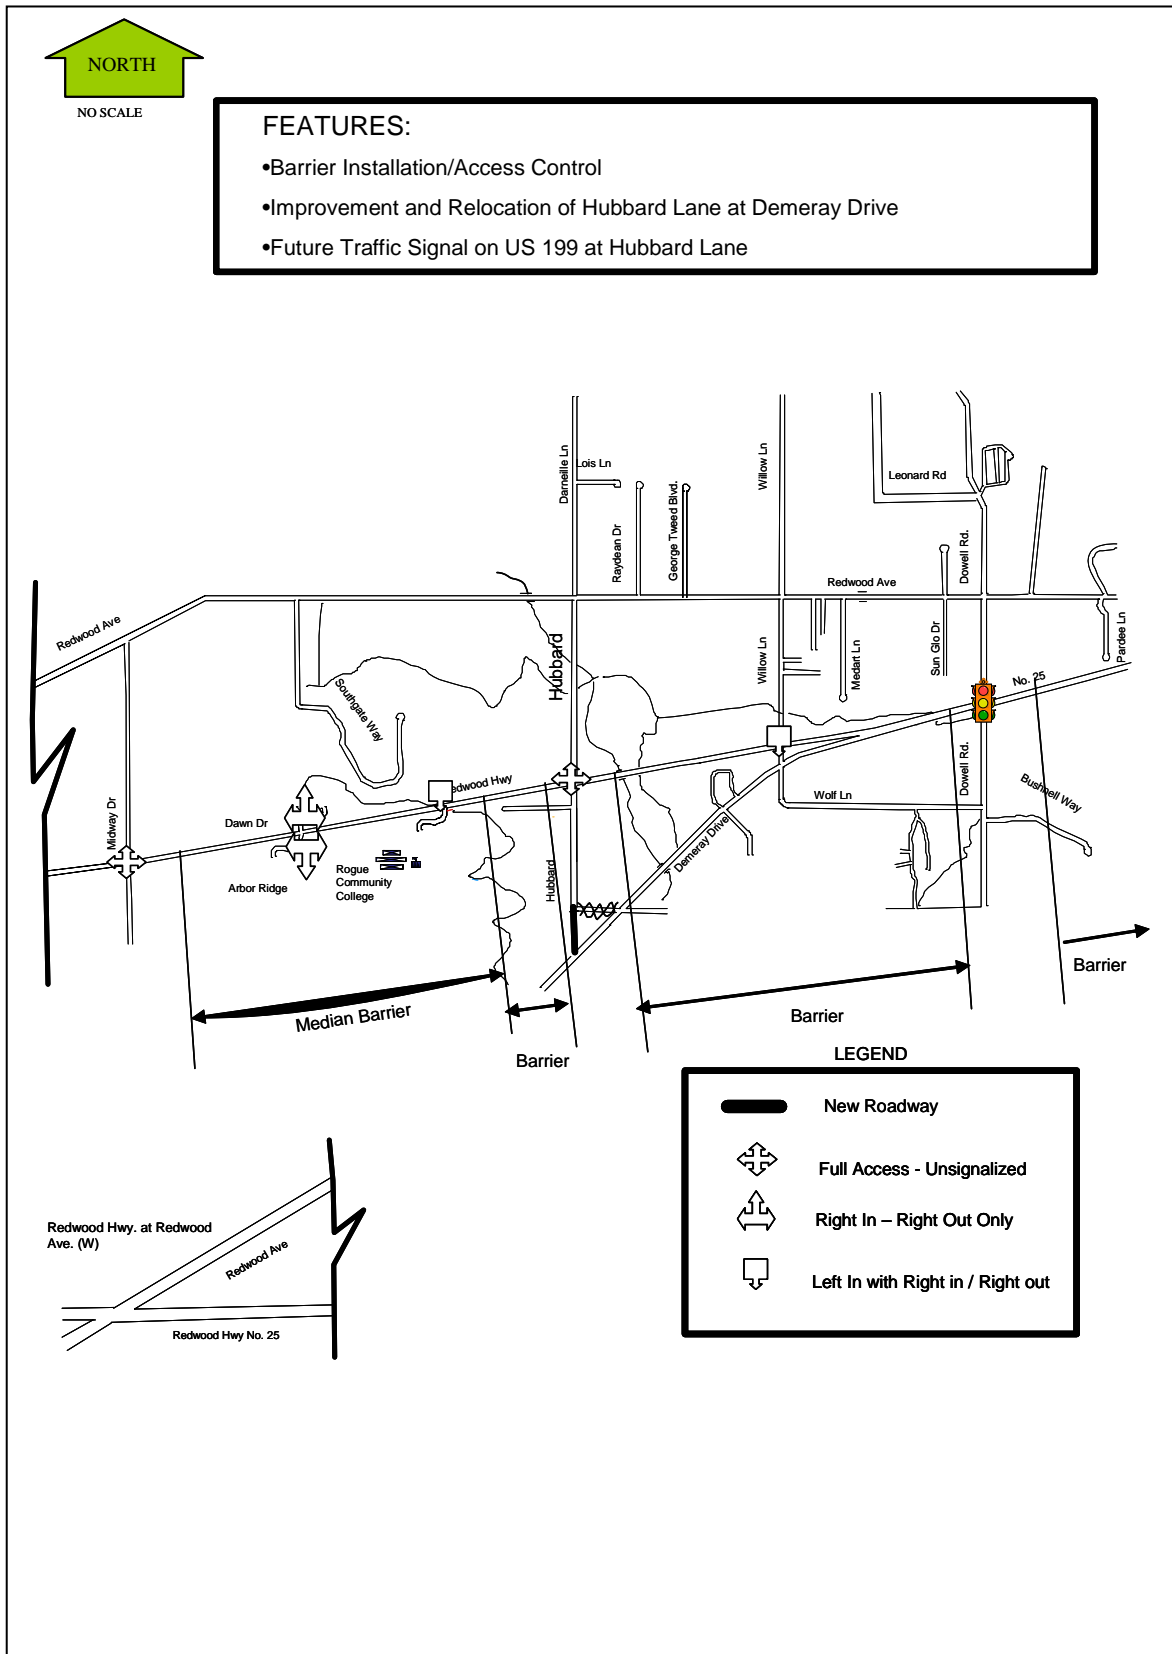 NORTH
NO SCALE
FEATURES:
•Barrier Installation/Access Control
•Improvement and Relocation of Hubbard Lane at Demeray Drive
•Future Traffic Signal on US 199 at Hubbard Lane
Darneille Ln
Lois Ln
Raydean Dr
George Tweed Blvd.
Willow Ln
Leonard Rd
Dowell Rd.
Redwood Ave
Redwood Ave
Hubbard
Willow Ln
Medart Ln
Sun Glo Dr
Pardee Ln
No. 25
Southgate Way
edwood Hwy
Midway Dr
Dawn Dr
Arbor Ridge
Rogue
Community
College
Hubbard
Demeray Drive
Wolf Ln
Dowell Rd.
Bushnell Way
Median Barrier
Barrier
Barrier
Barrier
LEGEND
New Roadway
Full Access - Unsignalized
Right In – Right Out Only
Left In with Right in / Right out
Redwood Hwy. at Redwood
Ave. (W)
Redwood Ave
Redwood Hwy No. 25